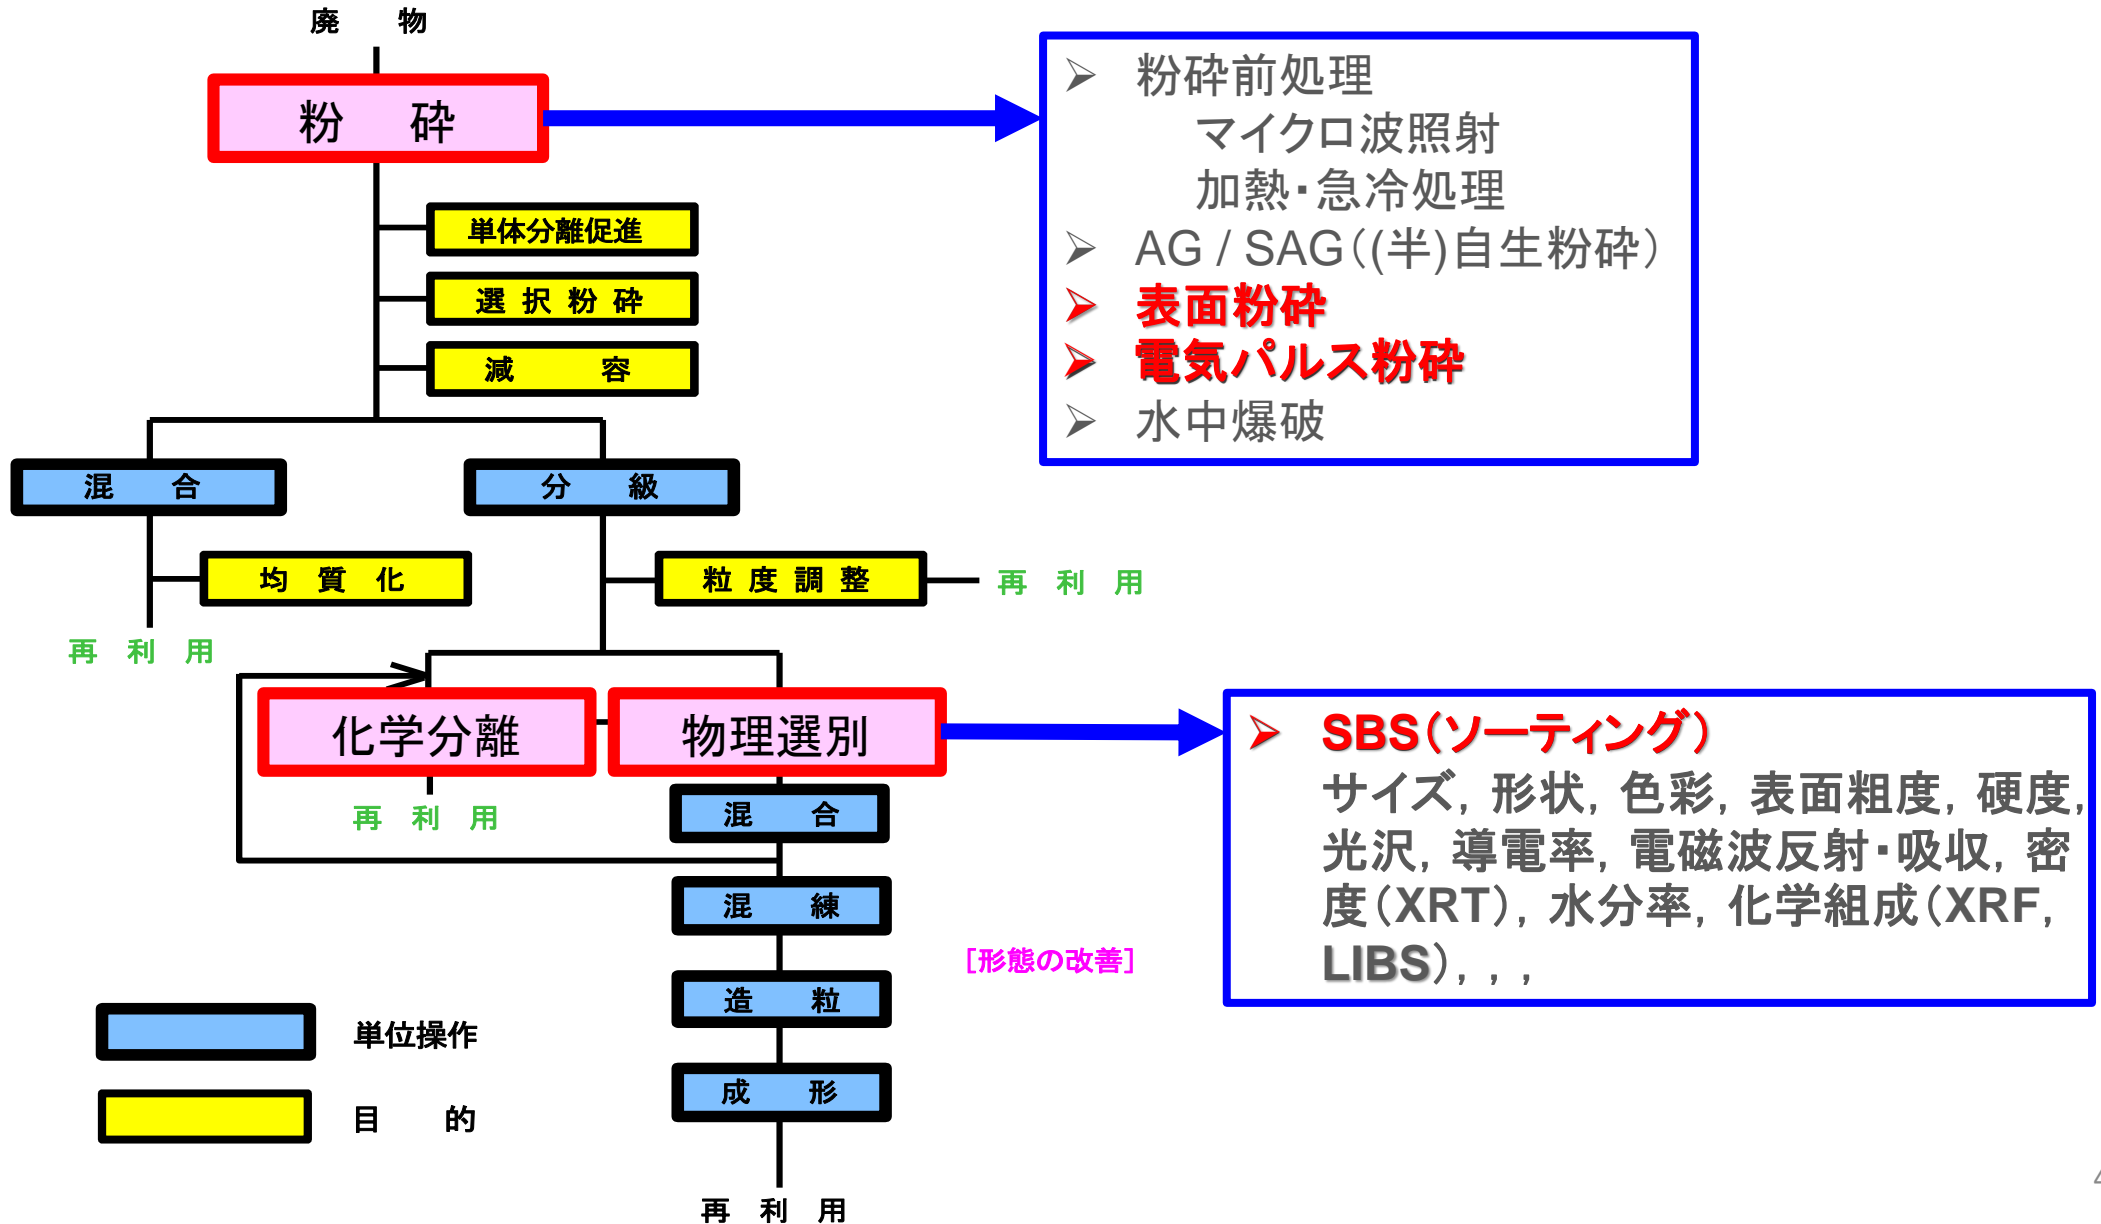 廃 物
粉 砕
単体分離促進
選 択 粉 砕
減 容
混 合
分 級
均 質 化
粒 度 調 整
再 利 用
再 利 用
化学分離
物理選別
再 利 用
混 合
混 練
造 粒
成 形
再 利 用
[形態の改善]
単位操作
目 的
➢ 粉砕前処理
マイクロ波照射
加熱・急冷処理
➢ AG / SAG（(半)自生粉砕）
➢ 表面粉砕
➢ 電気パルス粉砕
➢ 水中爆破
➢ SBS（ソーティング）
サイズ，形状，色彩，表面粗度，硬度，
光沢，導電率，電磁波反射・吸収，密
度（XRT），水分率，化学組成（XRF，
LIBS），，，